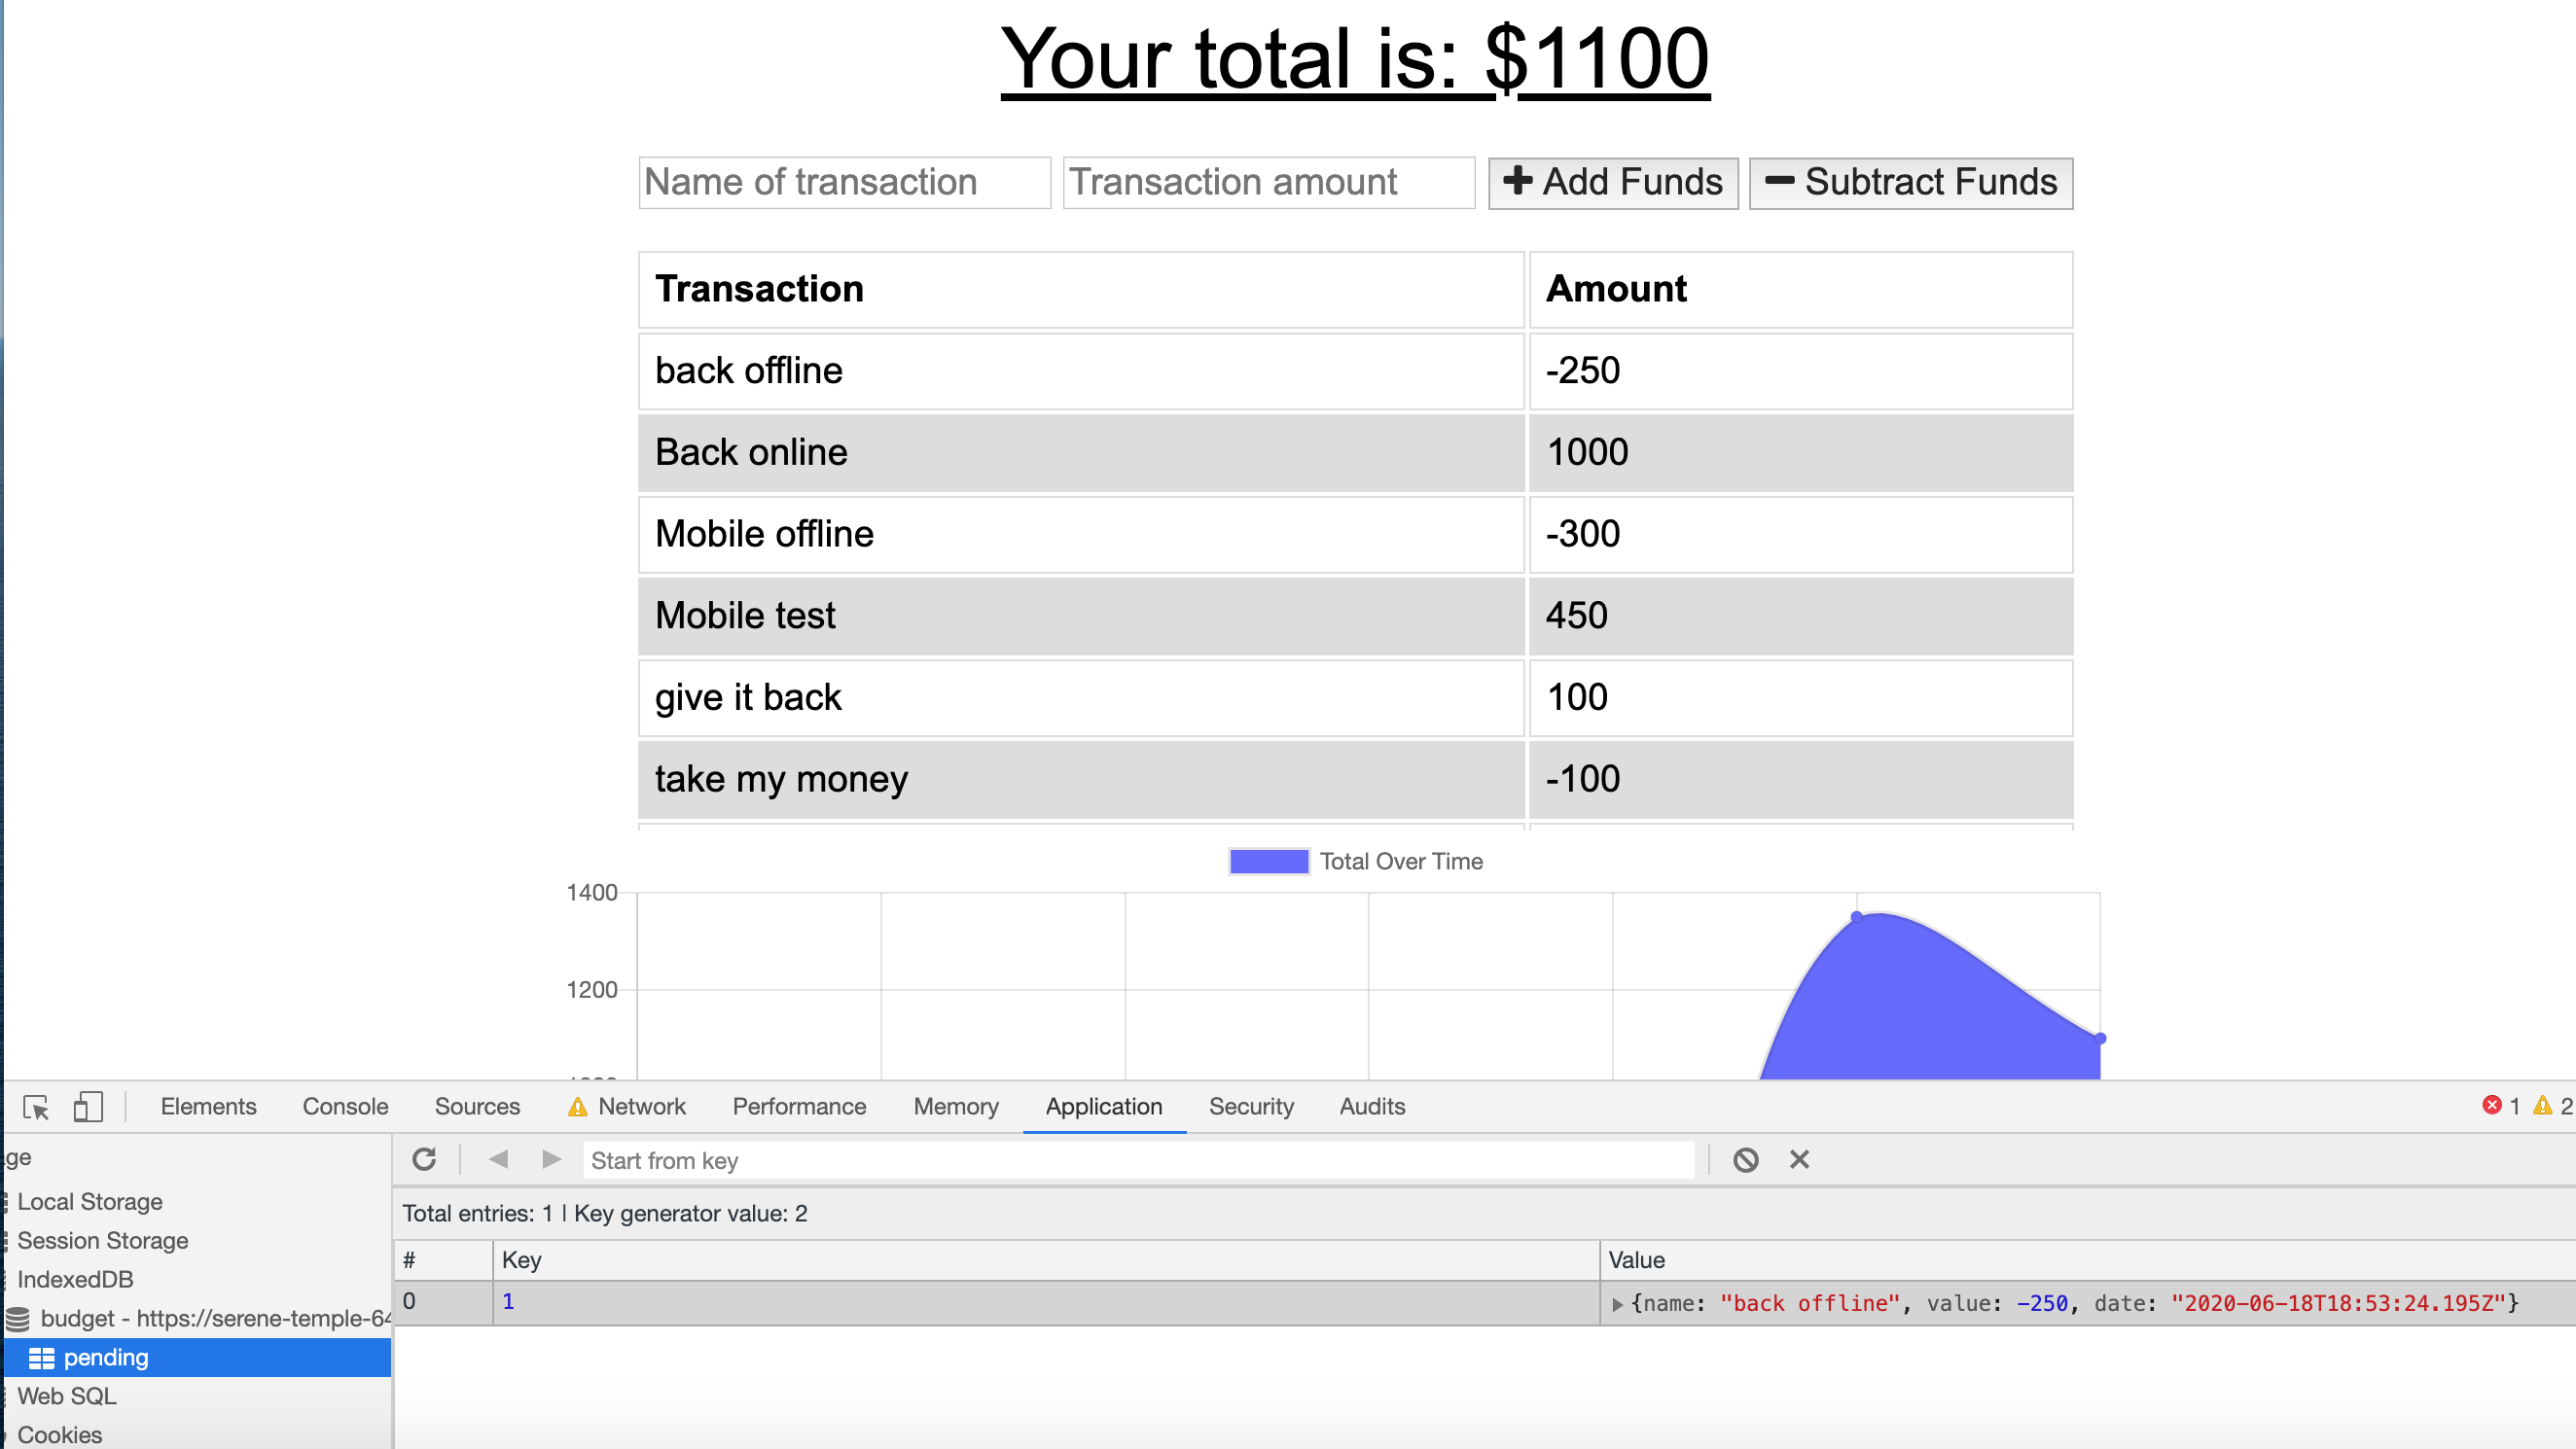 Your total is: $1100
Name of transaction Transaction amount Add Funds Subtract Funds
Transaction Amount
back offline -250
Back online 1000
Mobile offline -300
Mobile test 450
give it back 100
take my money -100
Total Over Time
1400
1200
Elements Console Sources Network Performance Memory Application Security Audits 1 2
ge Start from key
Local Storage
Total entries: 1 | Key generator value: 2
Session Storage
# Key Value
IndexedDB
0 1 {name: "back offline", value: -250, date: "2020-06-18T18:53:24.195Z"}
budget - https://serene-temple-64
pending
Web SQL
Cookies